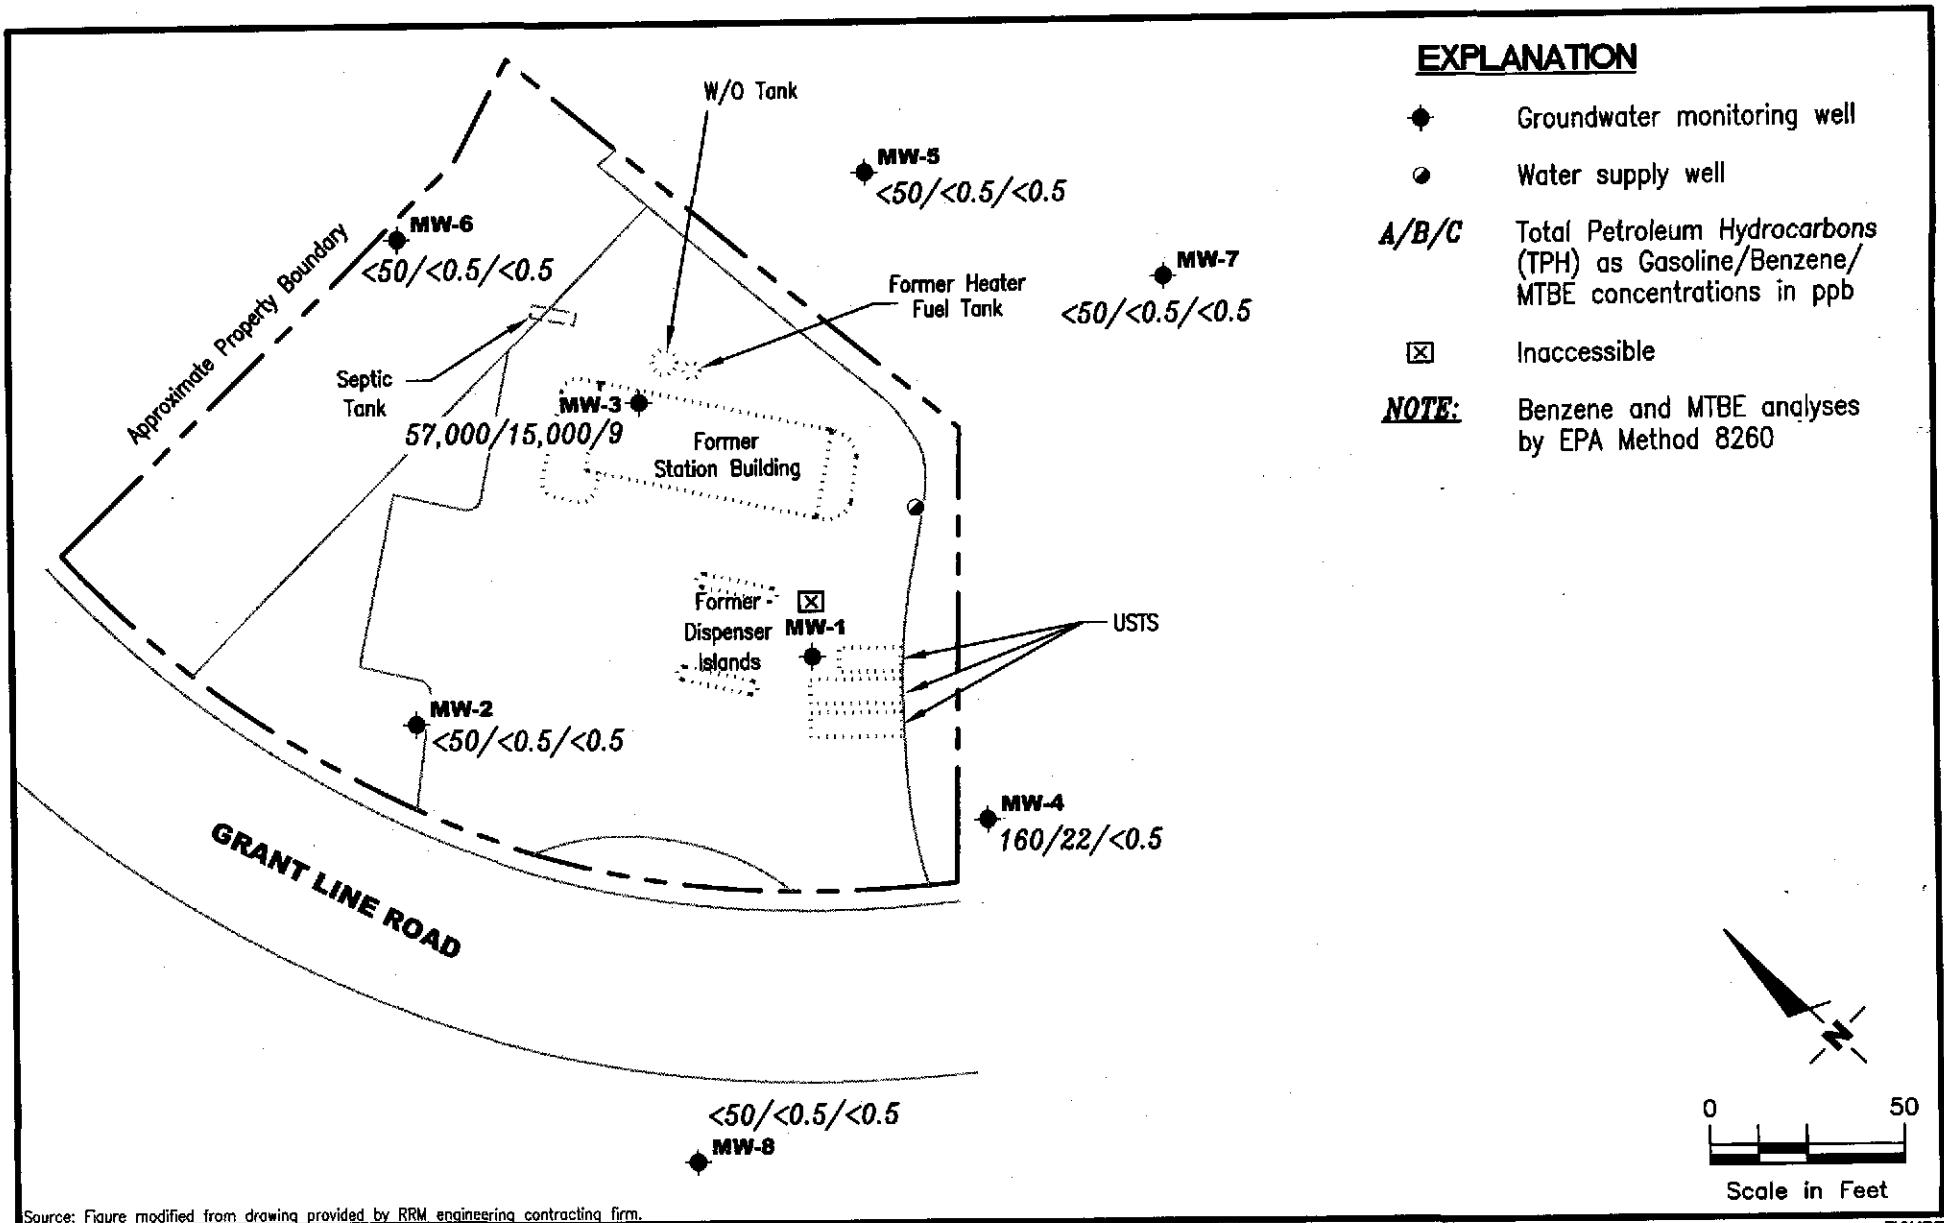 EXPLANATION
Groundwater monitoring well
Water supply well
A/B/C Total Petroleum Hydrocarbons
(TPH) as Gasoline/Benzene/
MTBE concentrations in ppb
Inaccessible
NOTE: Benzene and MTBE analyses
by EPA Method 8260
W/O Tank
MW-5
<50/<0.5/<0.5
MW-6
<50/<0.5/<0.5
Approximate Property Boundary
MW-7
<50/<0.5/<0.5
Former Heater
Fuel Tank
Septic
Tank
MW-3
57,000/15,000/9
Former
Station Building
Former
Dispenser
Islands
MW-1
USTS
MW-2
<50/<0.5/<0.5
MW-4
160/22/<0.5
GRANT LINE ROAD
<50/<0.5/<0.5
MW-8
N
0 50
Scale in Feet
Source: Figure modified from drawing provided by RRM engineering contracting firm.